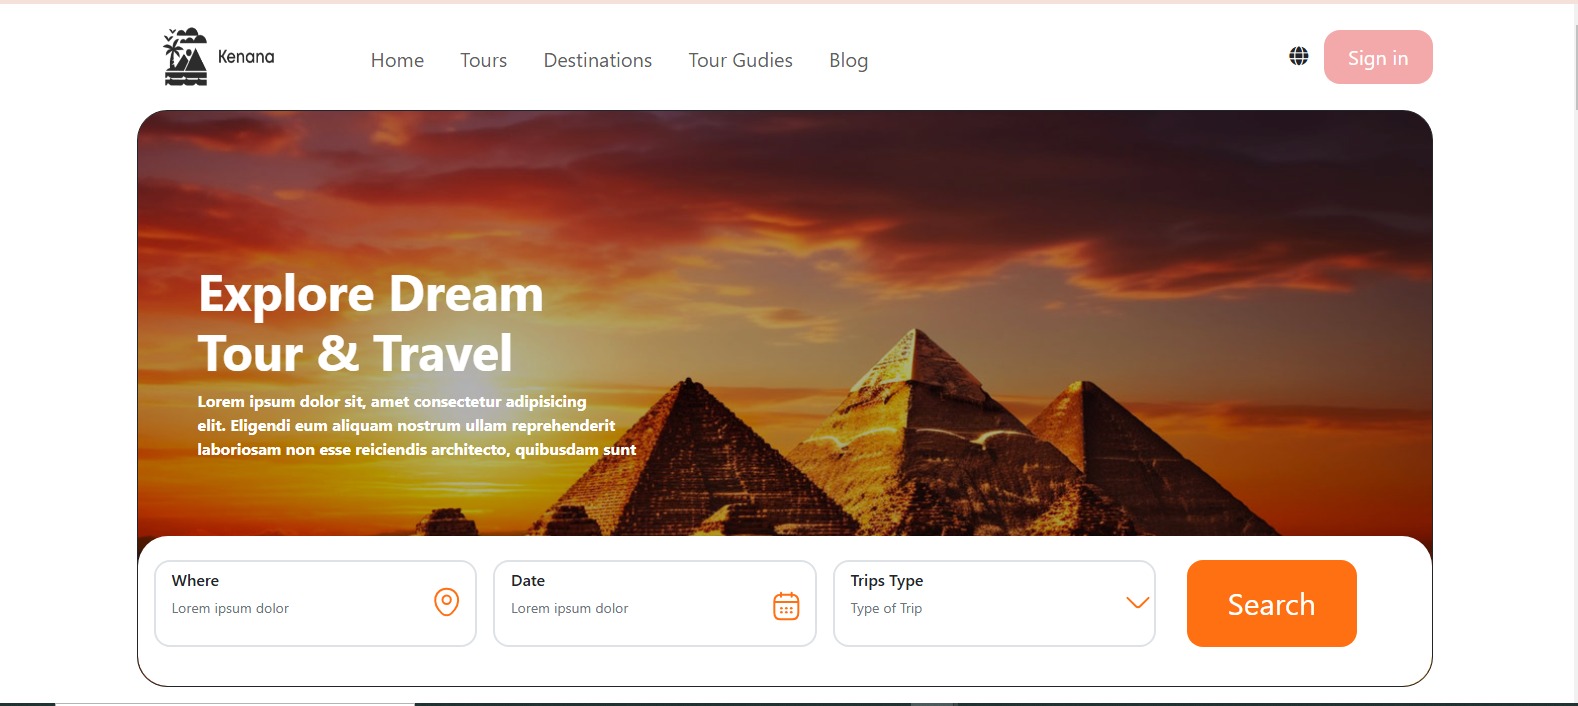 Kenana
Home Tours Destinations Tour Gudies Blog
Sign in
Explore Dream
Tour & Travel
Lorem ipsum dolor sit, amet consectetur adipisicing
elit. Eligendi eum aliquam nostrum ullam reprehenderit
laboriosam non esse reiciendis architecto, quibusdam sunt
Where
Lorem ipsum dolor
Date
Lorem ipsum dolor
Trips Type
Type of Trip
Search